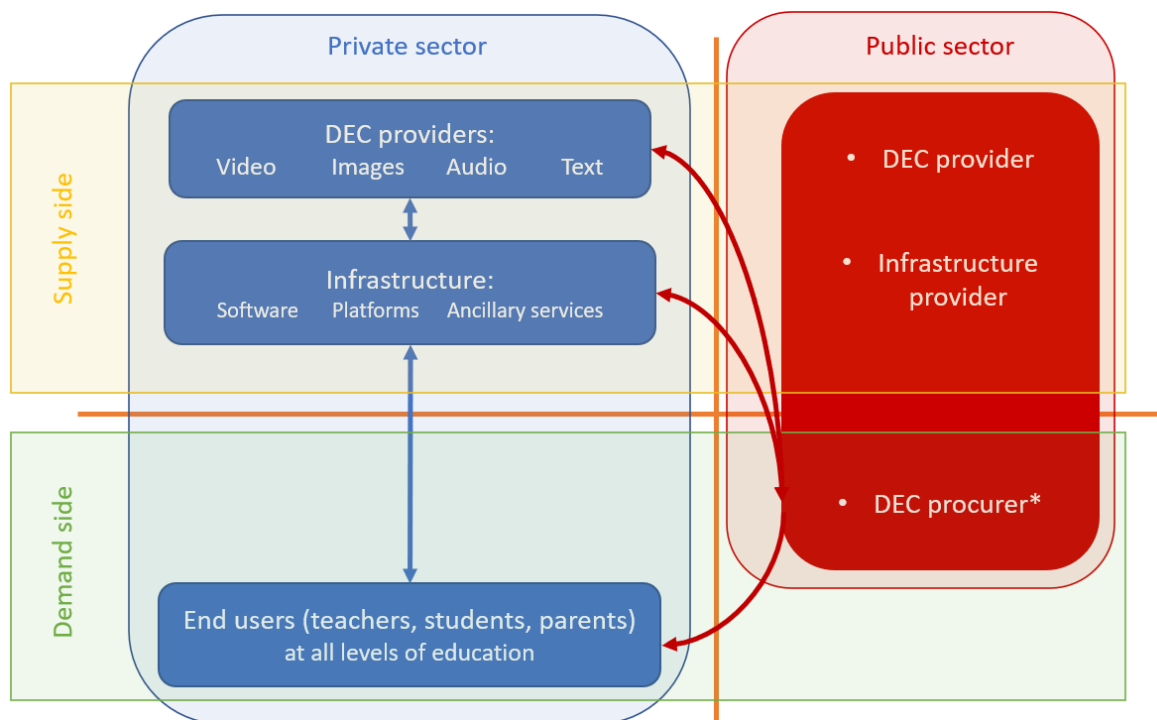 Private sector
Public sector
Supply side
DEC providers:
Video Images Audio Text
Infrastructure:
Software Platforms Ancillary services
• DEC provider
• Infrastructure
provider
Demand side
• DEC procurer*
End users (teachers, students, parents)
at all levels of education